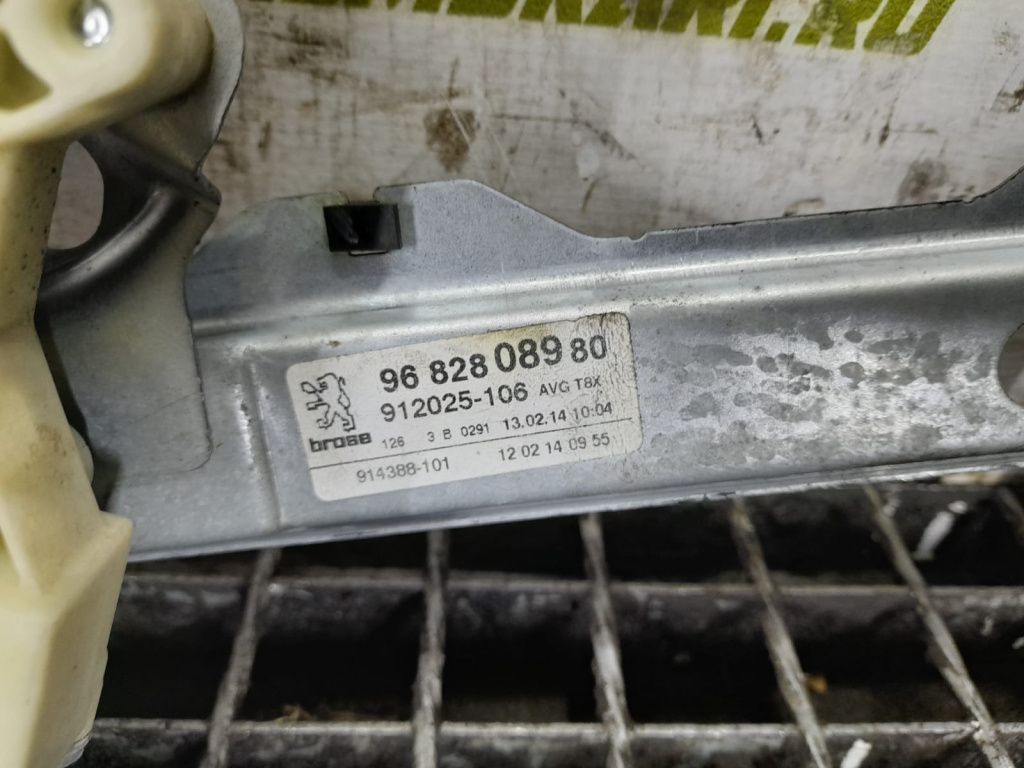 96 828 089 80
912025-106 AVG T8X
brose 126 3 B 0291 13.02.14 10:04
914388-101 12 02 14 09 55